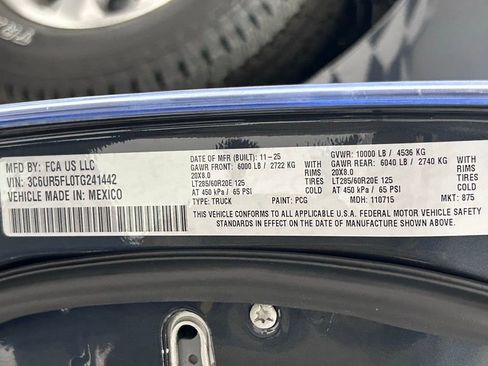 MFD BY: FCA US LLC
VIN: 3C6UR5FL0TG241442
VEHICLE MADE IN: MEXICO
DATE OF MFR (BUILT): 11-25
GAWR FRONT: 6000 LB / 2722 KG
20X8.0
LT285/60R20E 125
AT 450 kPa / 65 PSI
TYPE: TRUCK
RIMS
TIRES
PAINT: PCG
GVWR: 10000 LB / 4536 KG
GAWR REAR: 6040 LB / 2740 KG
20X8.0
LT285/60R20E 125
AT 450 kPa / 65 PSI
MDH: 110715
RIMS
TIRES
MKT: 875
THIS VEHICLE CONFORMS TO ALL APPLICABLE U.S.A. FEDERAL MOTOR VEHICLE SAFETY
STANDARDS IN EFFECT ON THE DATE OF MANUFACTURE SHOWN ABOVE.